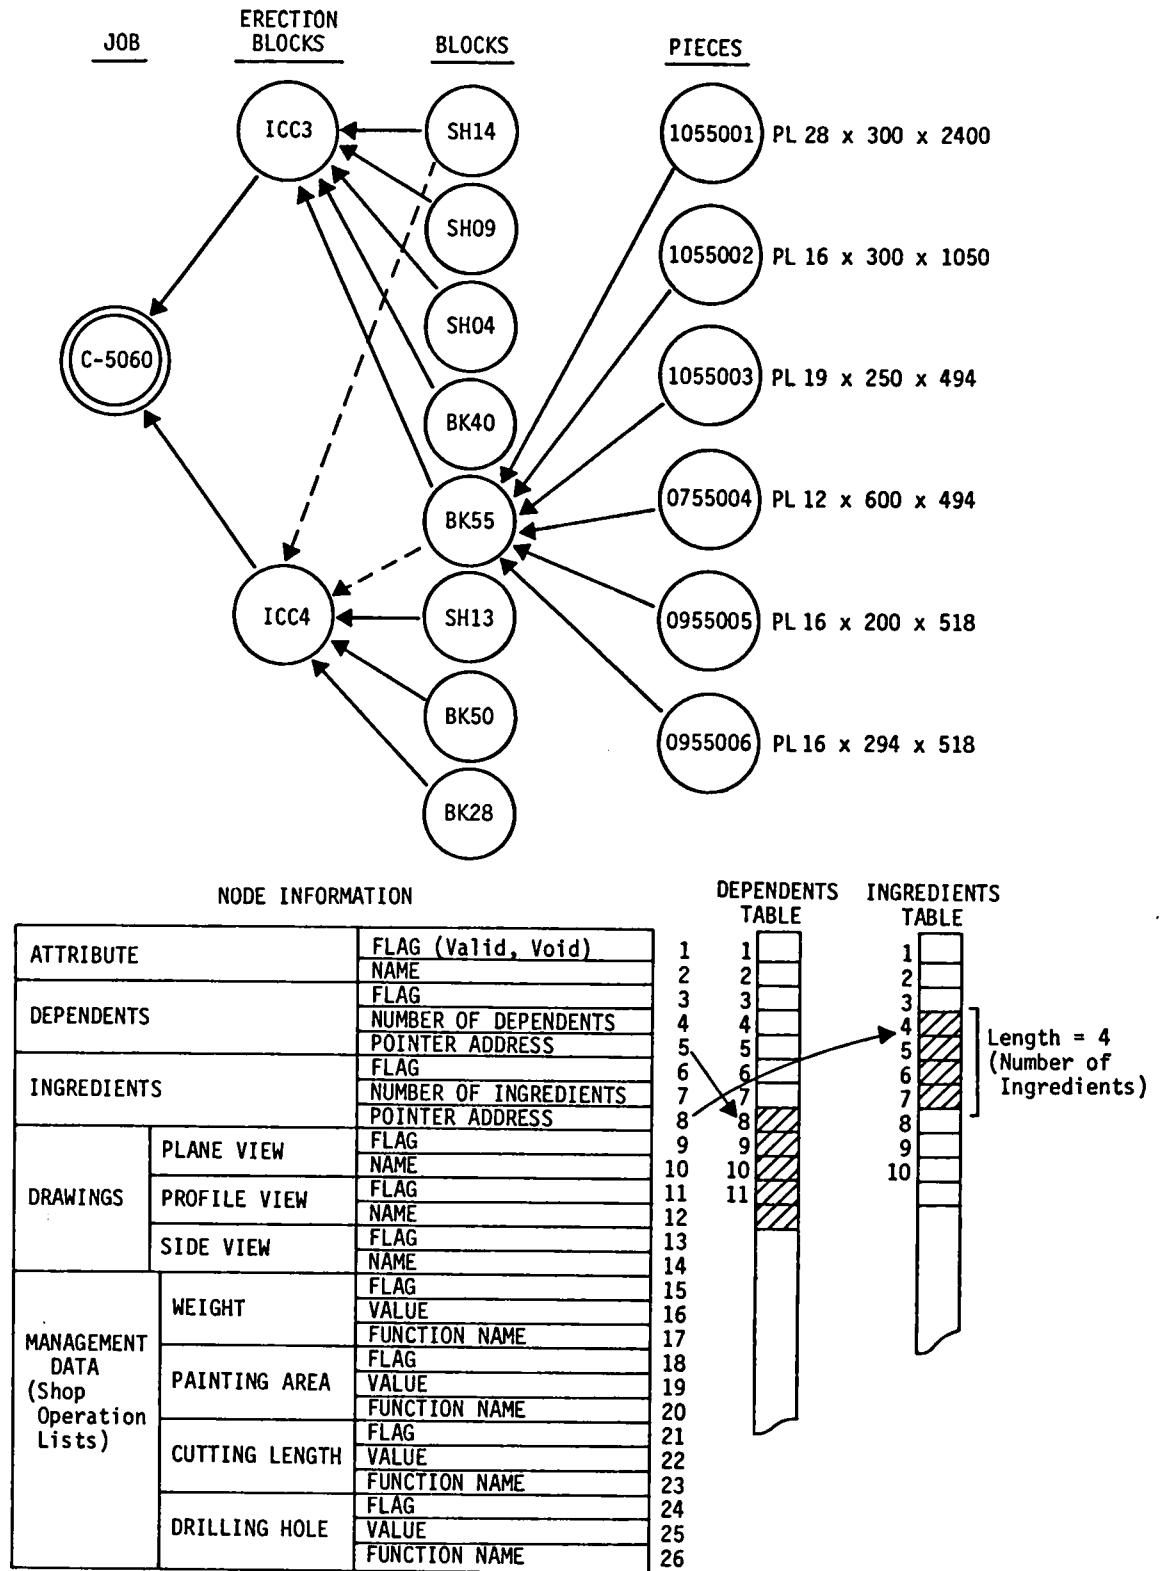 JOB
ERECTION
BLOCKS
BLOCKS
PIECES
ICC3
SH14
1055001 PL 28 x 300 x 2400
SH09
1055002 PL 16 x 300 x 1050
SH04
C-5060
1055003 PL 19 x 250 x 494
BK40
BK55
0755004 PL 12 x 600 x 494
ICC4
SH13
0955005 PL 16 x 200 x 518
BK50
0955006 PL 16 x 294 x 518
BK28
NODE INFORMATION
ATTRIBUTE
FLAG (Valid, Void) 1
NAME 2
DEPENDENTS
FLAG 3
NUMBER OF DEPENDENTS 4
POINTER ADDRESS 5
INGREDIENTS
FLAG 6
NUMBER OF INGREDIENTS 7
POINTER ADDRESS 8
DRAWINGS
PLANE VIEW
FLAG 9
NAME 10
PROFILE VIEW
FLAG 11
NAME 12
SIDE VIEW
FLAG 13
NAME 14
MANAGEMENT
DATA
(Shop
Operation
Lists)
WEIGHT
FLAG 15
VALUE 16
FUNCTION NAME 17
PAINTING AREA
FLAG 18
VALUE 19
FUNCTION NAME 20
CUTTING LENGTH
FLAG 21
VALUE 22
FUNCTION NAME 23
DRILLING HOLE
FLAG 24
VALUE 25
FUNCTION NAME 26
DEPENDENTS
TABLE
1
2
3
4
5
6
7
8
9
10
11
INGREDIENTS
TABLE
1
2
3
4
5
6
7
8
9
10
Length = 4
(Number of
Ingredients)